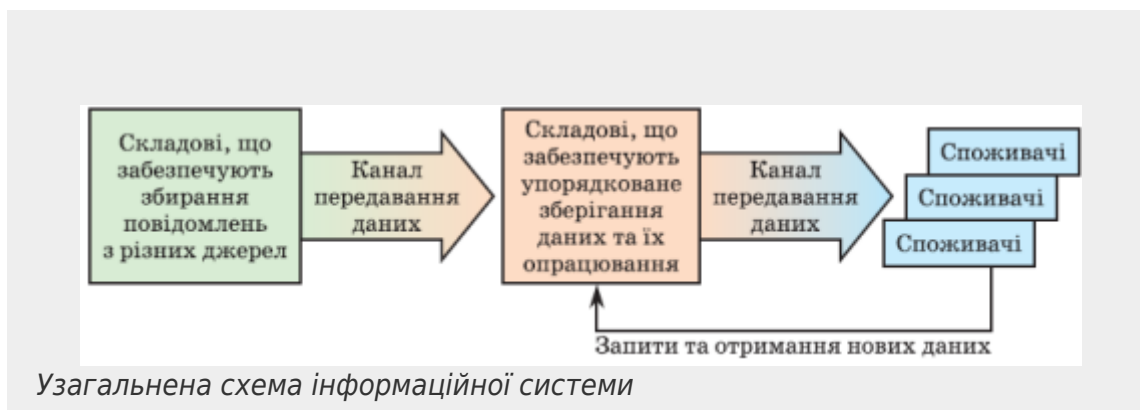 Складові, що
забезпечують
збирання
повідомлень
з різних джерел
Канал
передавання
даних
Складові, що
забезпечують
упорядковане
зберігання
даних та їх
опрацювання
Канал
передавання
даних
Споживачі
Споживачі
Споживачі
Запити та отримання нових даних
Узагальнена схема інформаційної системи